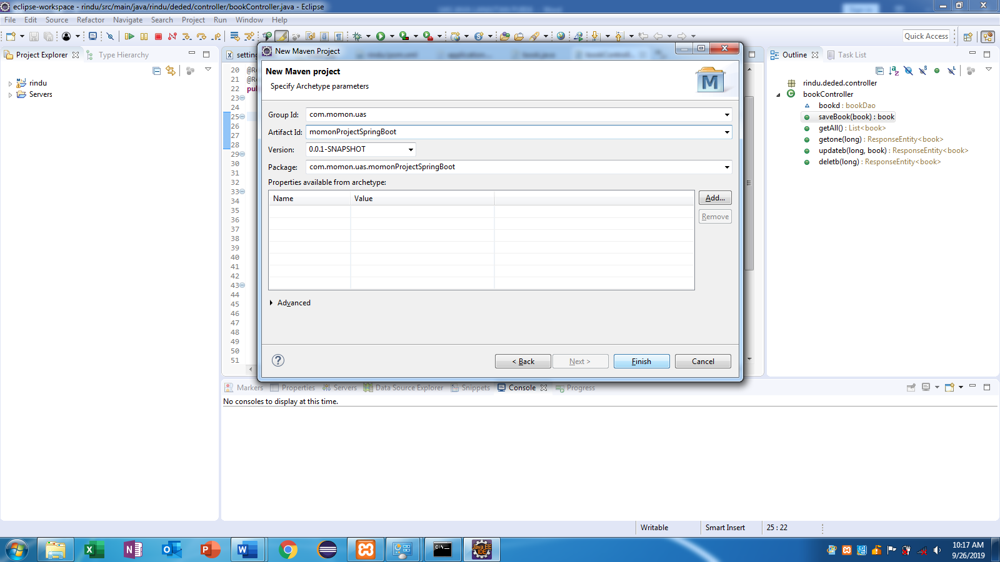 eclipse-workspace - rindu/src/main/java/rindu/deded/controller/bookController.java - Eclipse
File Edit Source Refactor Navigate Search Project Run Window Help
Quick Access
Project Explorer
Type Hierarchy
rindu
Servers
20 @R
21 @R
22 pu
23
24
25
26
27
28
29
30
31
32
33
34
35
36
37
38
39
40
41
42
43
44
45
46
47
48
49
50
51
New Maven Project
New Maven project
Specify Archetype parameters
M
Group Id: com.momon.uas
Artifact Id: momonProjectSpringBoot
Version: 0.0.1-SNAPSHOT
Package: com.momon.uas.momonProjectSpringBoot
Properties available from archetype:
Name Value
Add...
Remove
Advanced
< Back Next > Finish Cancel
Outline Task List
rindu.deded.controller
bookController
bookd : bookDao
saveBook(book) : book
getAll() : List<book>
getone(long) : ResponseEntity<book>
updateb(long, book) : ResponseEntity<book>
deletb(long) : ResponseEntity<book>
Markers Properties Servers Data Source Explorer Snippets Console Progress
No consoles to display at this time.
Writable Smart Insert 25 : 22
Java EE
IDE
10:17 AM
9/26/2019